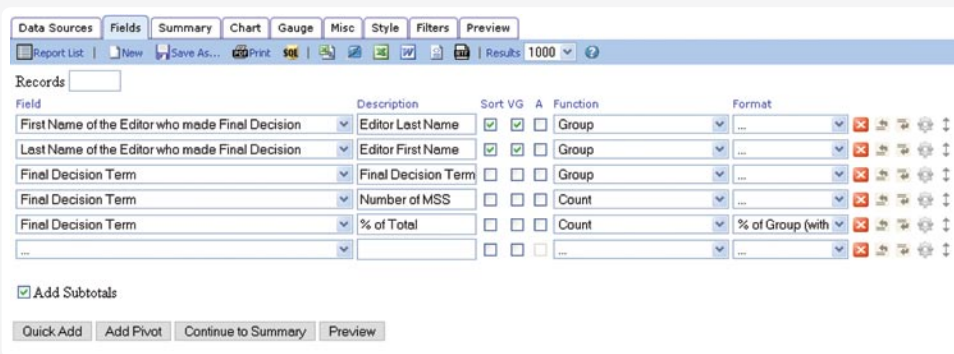 Data Sources Fields Summary Chart Gauge Misc Style Filters Preview
SQL Report List | New Save As... PDF Print SQL | Results 1000
Records
Field Description Sort VG A Function Format
First Name of the Editor who made Final Decision Editor Last Name Group ...
Last Name of the Editor who made Final Decision Editor First Name Group ...
Final Decision Term Final Decision Term Group ...
Final Decision Term Number of MSS Count ...
Final Decision Term % of Total Count % of Group (with
... ... ...
Add Subtotals
Quick Add Add Pivot Continue to Summary Preview